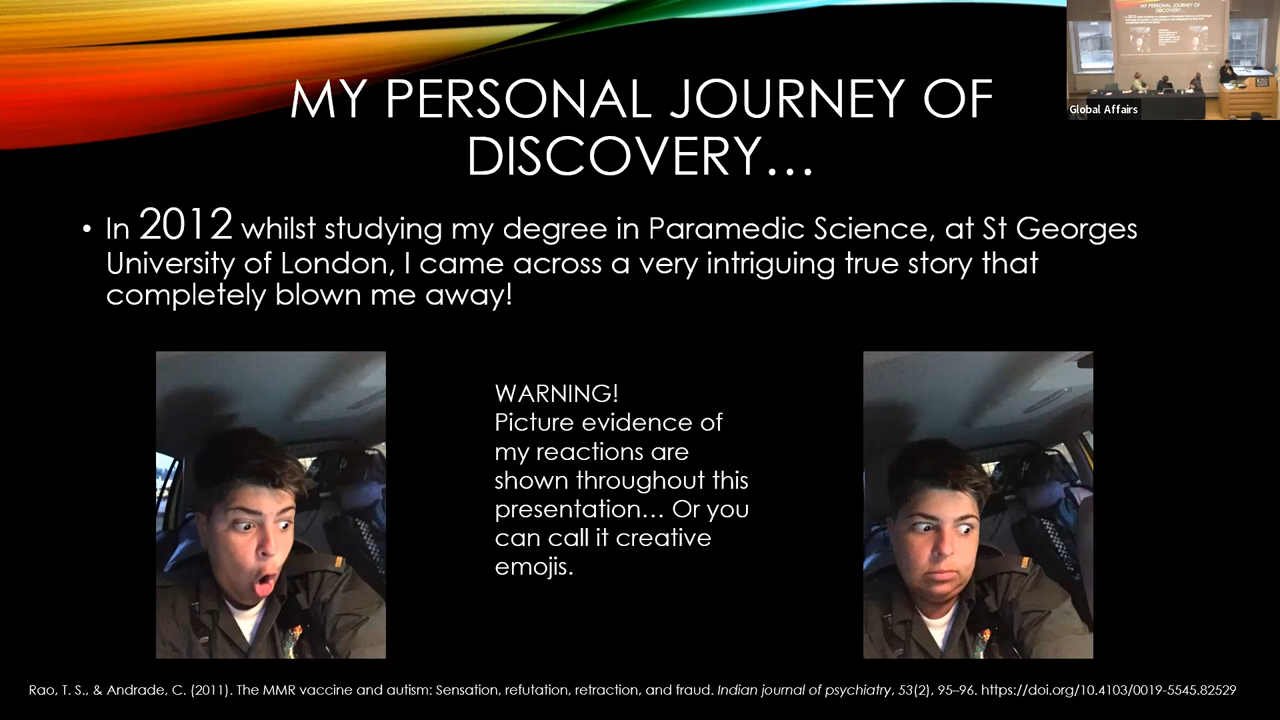 MY PERSONAL JOURNEY OF
DISCOVERY...
Global Affairs
• In 2012 whilst studying my degree in Paramedic Science, at St Georges
University of London, I came across a very intriguing true story that
completely blown me away!
WARNING!
Picture evidence of
my reactions are
shown throughout this
presentation... Or you
can call it creative
emojis.
Rao, T. S., & Andrade, C. (2011). The MMR vaccine and autism: Sensation, refutation, retraction, and fraud. Indian journal of psychiatry, 53(2), 95–96. https://doi.org/10.4103/0019-5545.82529